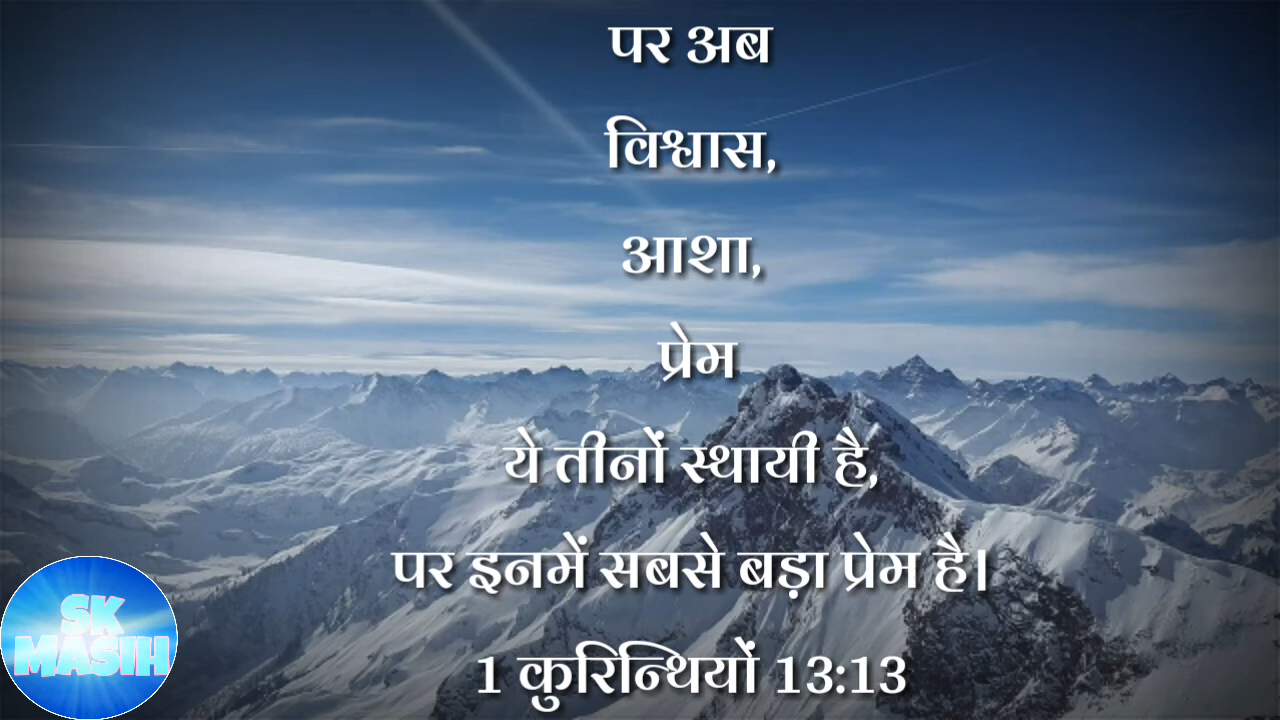 पर अब
विश्वास,
आशा,
प्रेम
ये तीनों स्थायी है,
पर इनमें सबसे बड़ा प्रेम है।
1 कुरिन्थियों 13:13
SK
MASIH